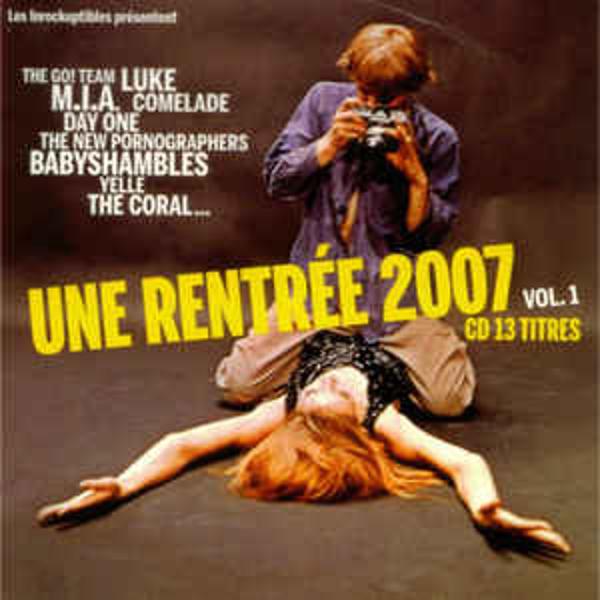 Les Inrockuptibles présentent
THE GO! TEAM LUKE
M.I.A. COMELADE
DAY ONE
THE NEW PORNOGRAPHERS
BABYSHAMBLES
YELLE
THE CORAL...
UNE RENTRÉE 2007 VOL. 1
CD 13 TITRES